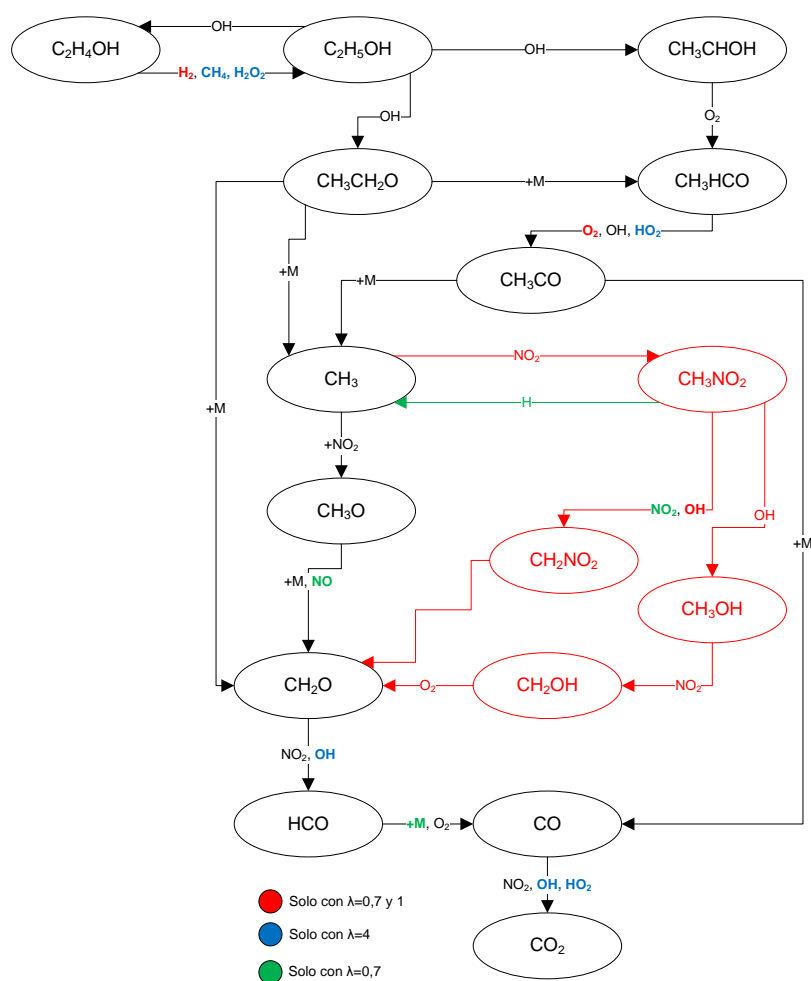 OH
C₂H₄OH
C₂H₅OH
OH
CH3CHOH
H₂, CH₄, H₂O₂
OH
O₂
CH₃CH₂O
+M
CH₃HCO
O₂, OH, HO₂
+M
+M
CH₃CO
CH₃
NO₂
CH₃NO₂
H
+M
+NO₂
CH₃O
NO₂, OH
OH
+M
CH₂NO₂
+M, NO
CH₃OH
CH₂O
O₂
CH₂OH
NO₂
NO₂, OH
HCO
+M, O₂
CO
NO₂, OH, HO₂
Solo con λ=0,7 y 1
Solo con λ=4
CO₂
Solo con λ=0,7